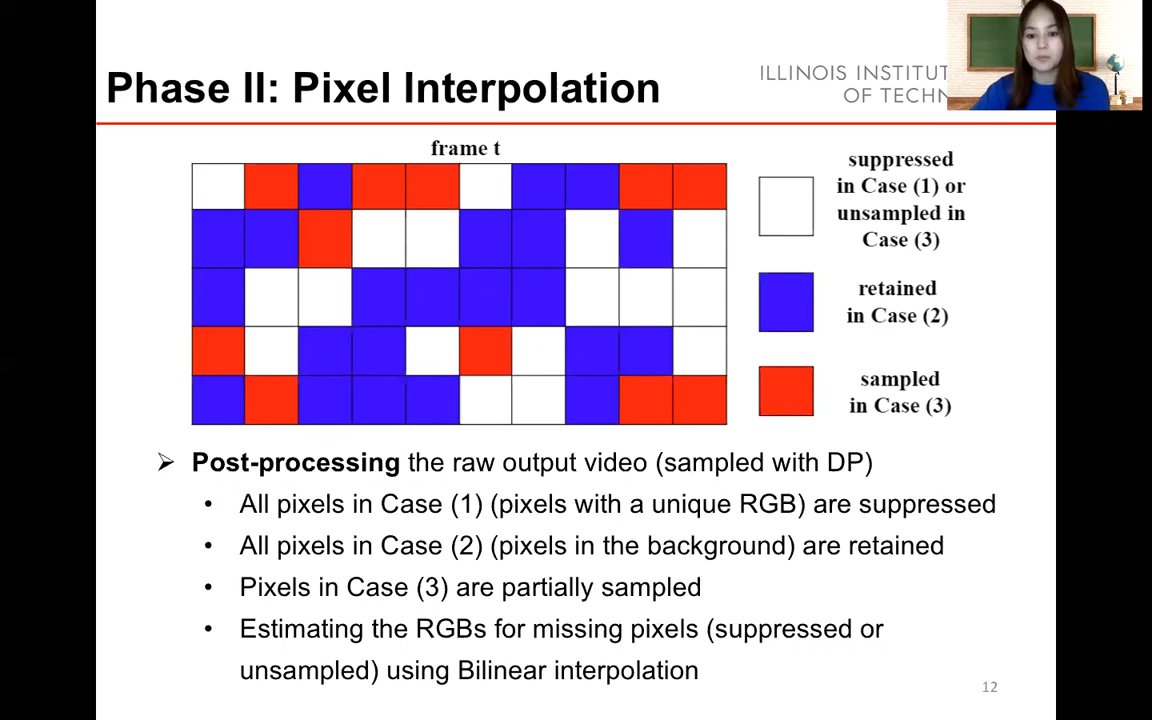 Phase II: Pixel Interpolation
ILLINOIS INSTITUT
OF TECHN
frame t
suppressed
in Case (1) or
unsampled in
Case (3)
retained
in Case (2)
sampled
in Case (3)
➢ Post-processing the raw output video (sampled with DP)
• All pixels in Case (1) (pixels with a unique RGB) are suppressed
• All pixels in Case (2) (pixels in the background) are retained
• Pixels in Case (3) are partially sampled
• Estimating the RGBs for missing pixels (suppressed or
unsampled) using Bilinear interpolation
12